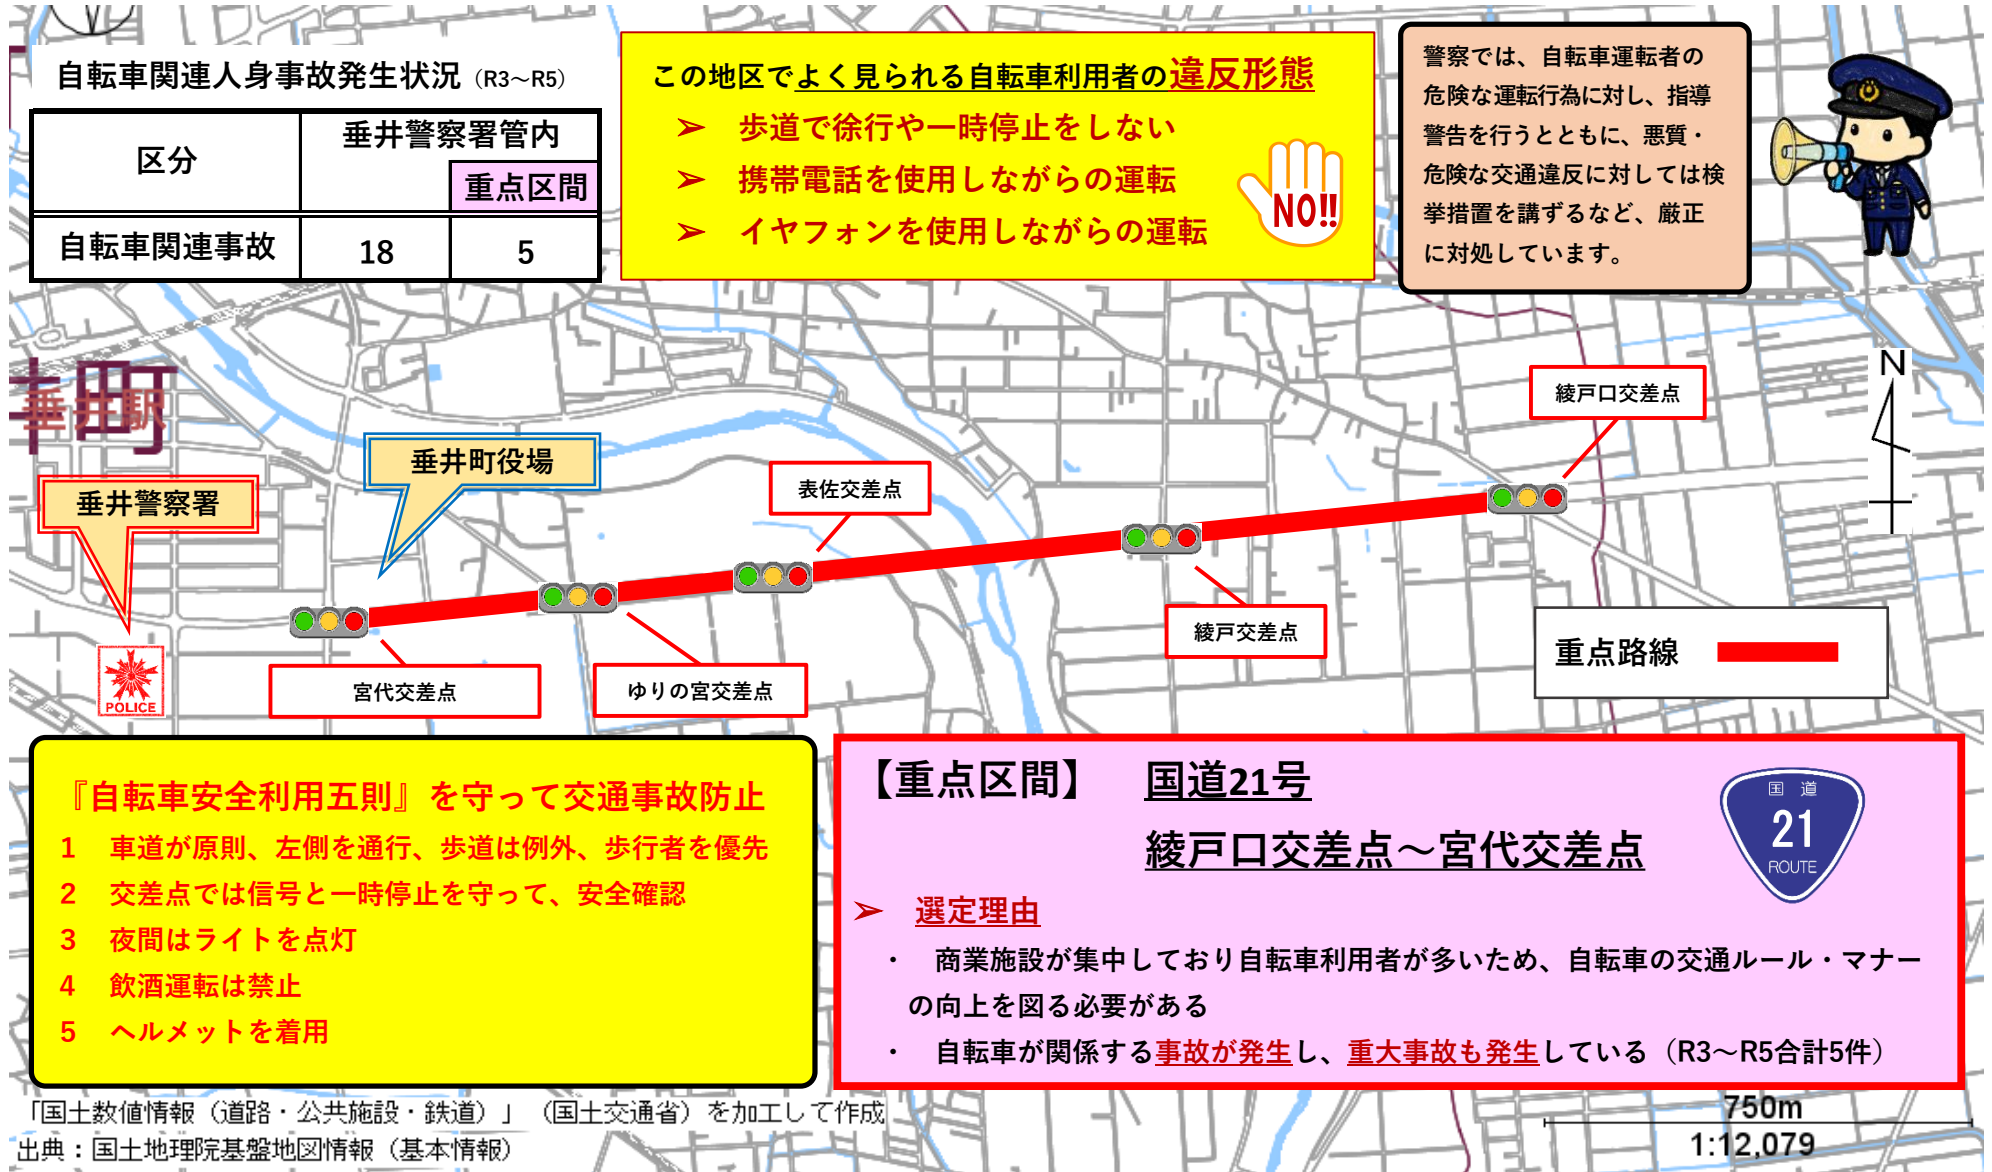 自転車関連人身事故発生状況（R3～R5）
区分
垂井警察署管内
重点区間
自転車関連事故
18
5
この地区でよく見られる自転車利用者の違反形態
➢ 歩道で徐行や一時停止をしない
➢ 携帯電話を使用しながらの運転
➢ イヤフォンを使用しながらの運転
NO!!
警察では、自転車運転者の
危険な運転行為に対し、指導
警告を行うとともに、悪質・
危険な交通違反に対しては検
挙措置を講ずるなど、厳正
に対処しています。
町
垂井駅
垂井警察署
垂井町役場
表佐交差点
綾戸口交差点
N
綾戸交差点
宮代交差点
ゆりの宮交差点
POLICE
重点路線
『自転車安全利用五則』を守って交通事故防止
1 車道が原則、左側を通行、歩道は例外、歩行者を優先
2 交差点では信号と一時停止を守って、安全確認
3 夜間はライトを点灯
4 飲酒運転は禁止
5 ヘルメットを着用
【重点区間】 国道21号
綾戸口交差点～宮代交差点
国道
21
ROUTE
➢ 選定理由
・ 商業施設が集中しており自転車利用者が多いため、自転車の交通ルール・マナー
の向上を図る必要がある
・ 自転車が関係する事故が発生し、重大事故も発生している（R3～R5合計5件）
「国土数値情報（道路・公共施設・鉄道）」（国土交通省）を加工して作成
出典：国土地理院基盤地図情報（基本情報）
750m
1:12,079